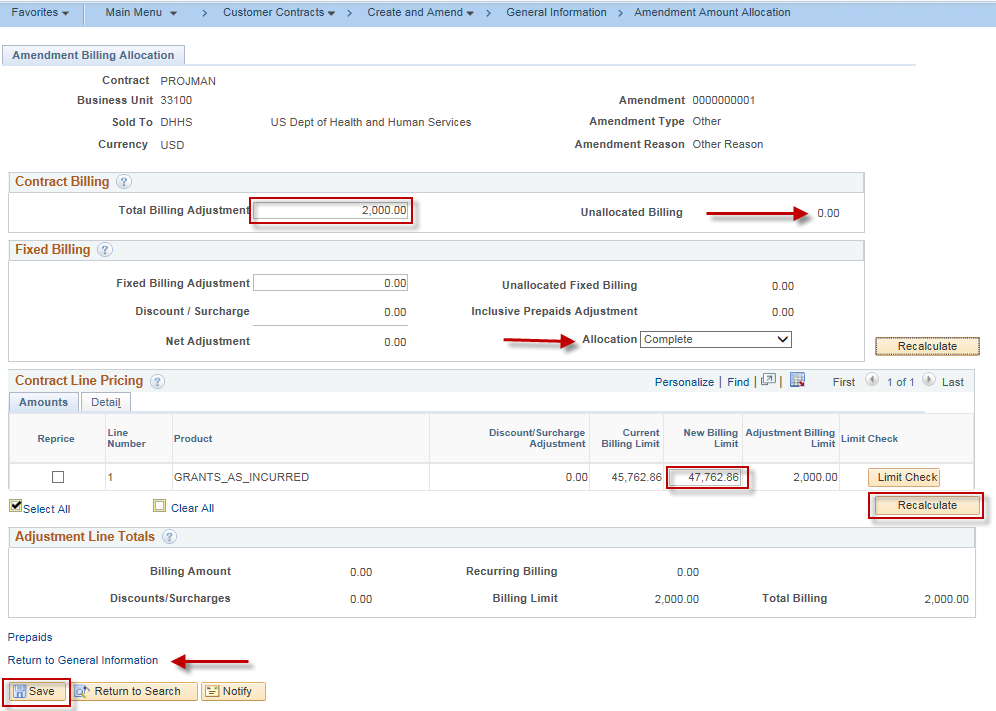 Favorites Main Menu > Customer Contracts > Create and Amend > General Information > Amendment Amount Allocation
Amendment Billing Allocation
Contract PROJMAN
Business Unit 33100 Amendment 0000000001
Sold To DHHS US Dept of Health and Human Services Amendment Type Other
Currency USD Amendment Reason Other Reason
Contract Billing ?
Total Billing Adjustment 2,000.00 Unallocated Billing 0.00
Fixed Billing ?
Fixed Billing Adjustment 0.00 Unallocated Fixed Billing 0.00
Discount / Surcharge 0.00 Inclusive Prepaids Adjustment 0.00
Net Adjustment 0.00 Allocation Complete Recalculate
Contract Line Pricing ? Personalize | Find | | First 1 of 1 Last
Amounts Detail
Reprice Line Number Product Discount/Surcharge Adjustment Current Billing Limit New Billing Limit Adjustment Billing Limit Limit Check
1 GRANTS_AS_INCURRED 0.00 45,762.86 47,762.86 2,000.00 Limit Check
Select All Clear All Recalculate
Adjustment Line Totals ?
Billing Amount 0.00 Recurring Billing 0.00
Discounts/Surcharges 0.00 Billing Limit 2,000.00 Total Billing 2,000.00
Prepaids
Return to General Information
Save Return to Search Notify